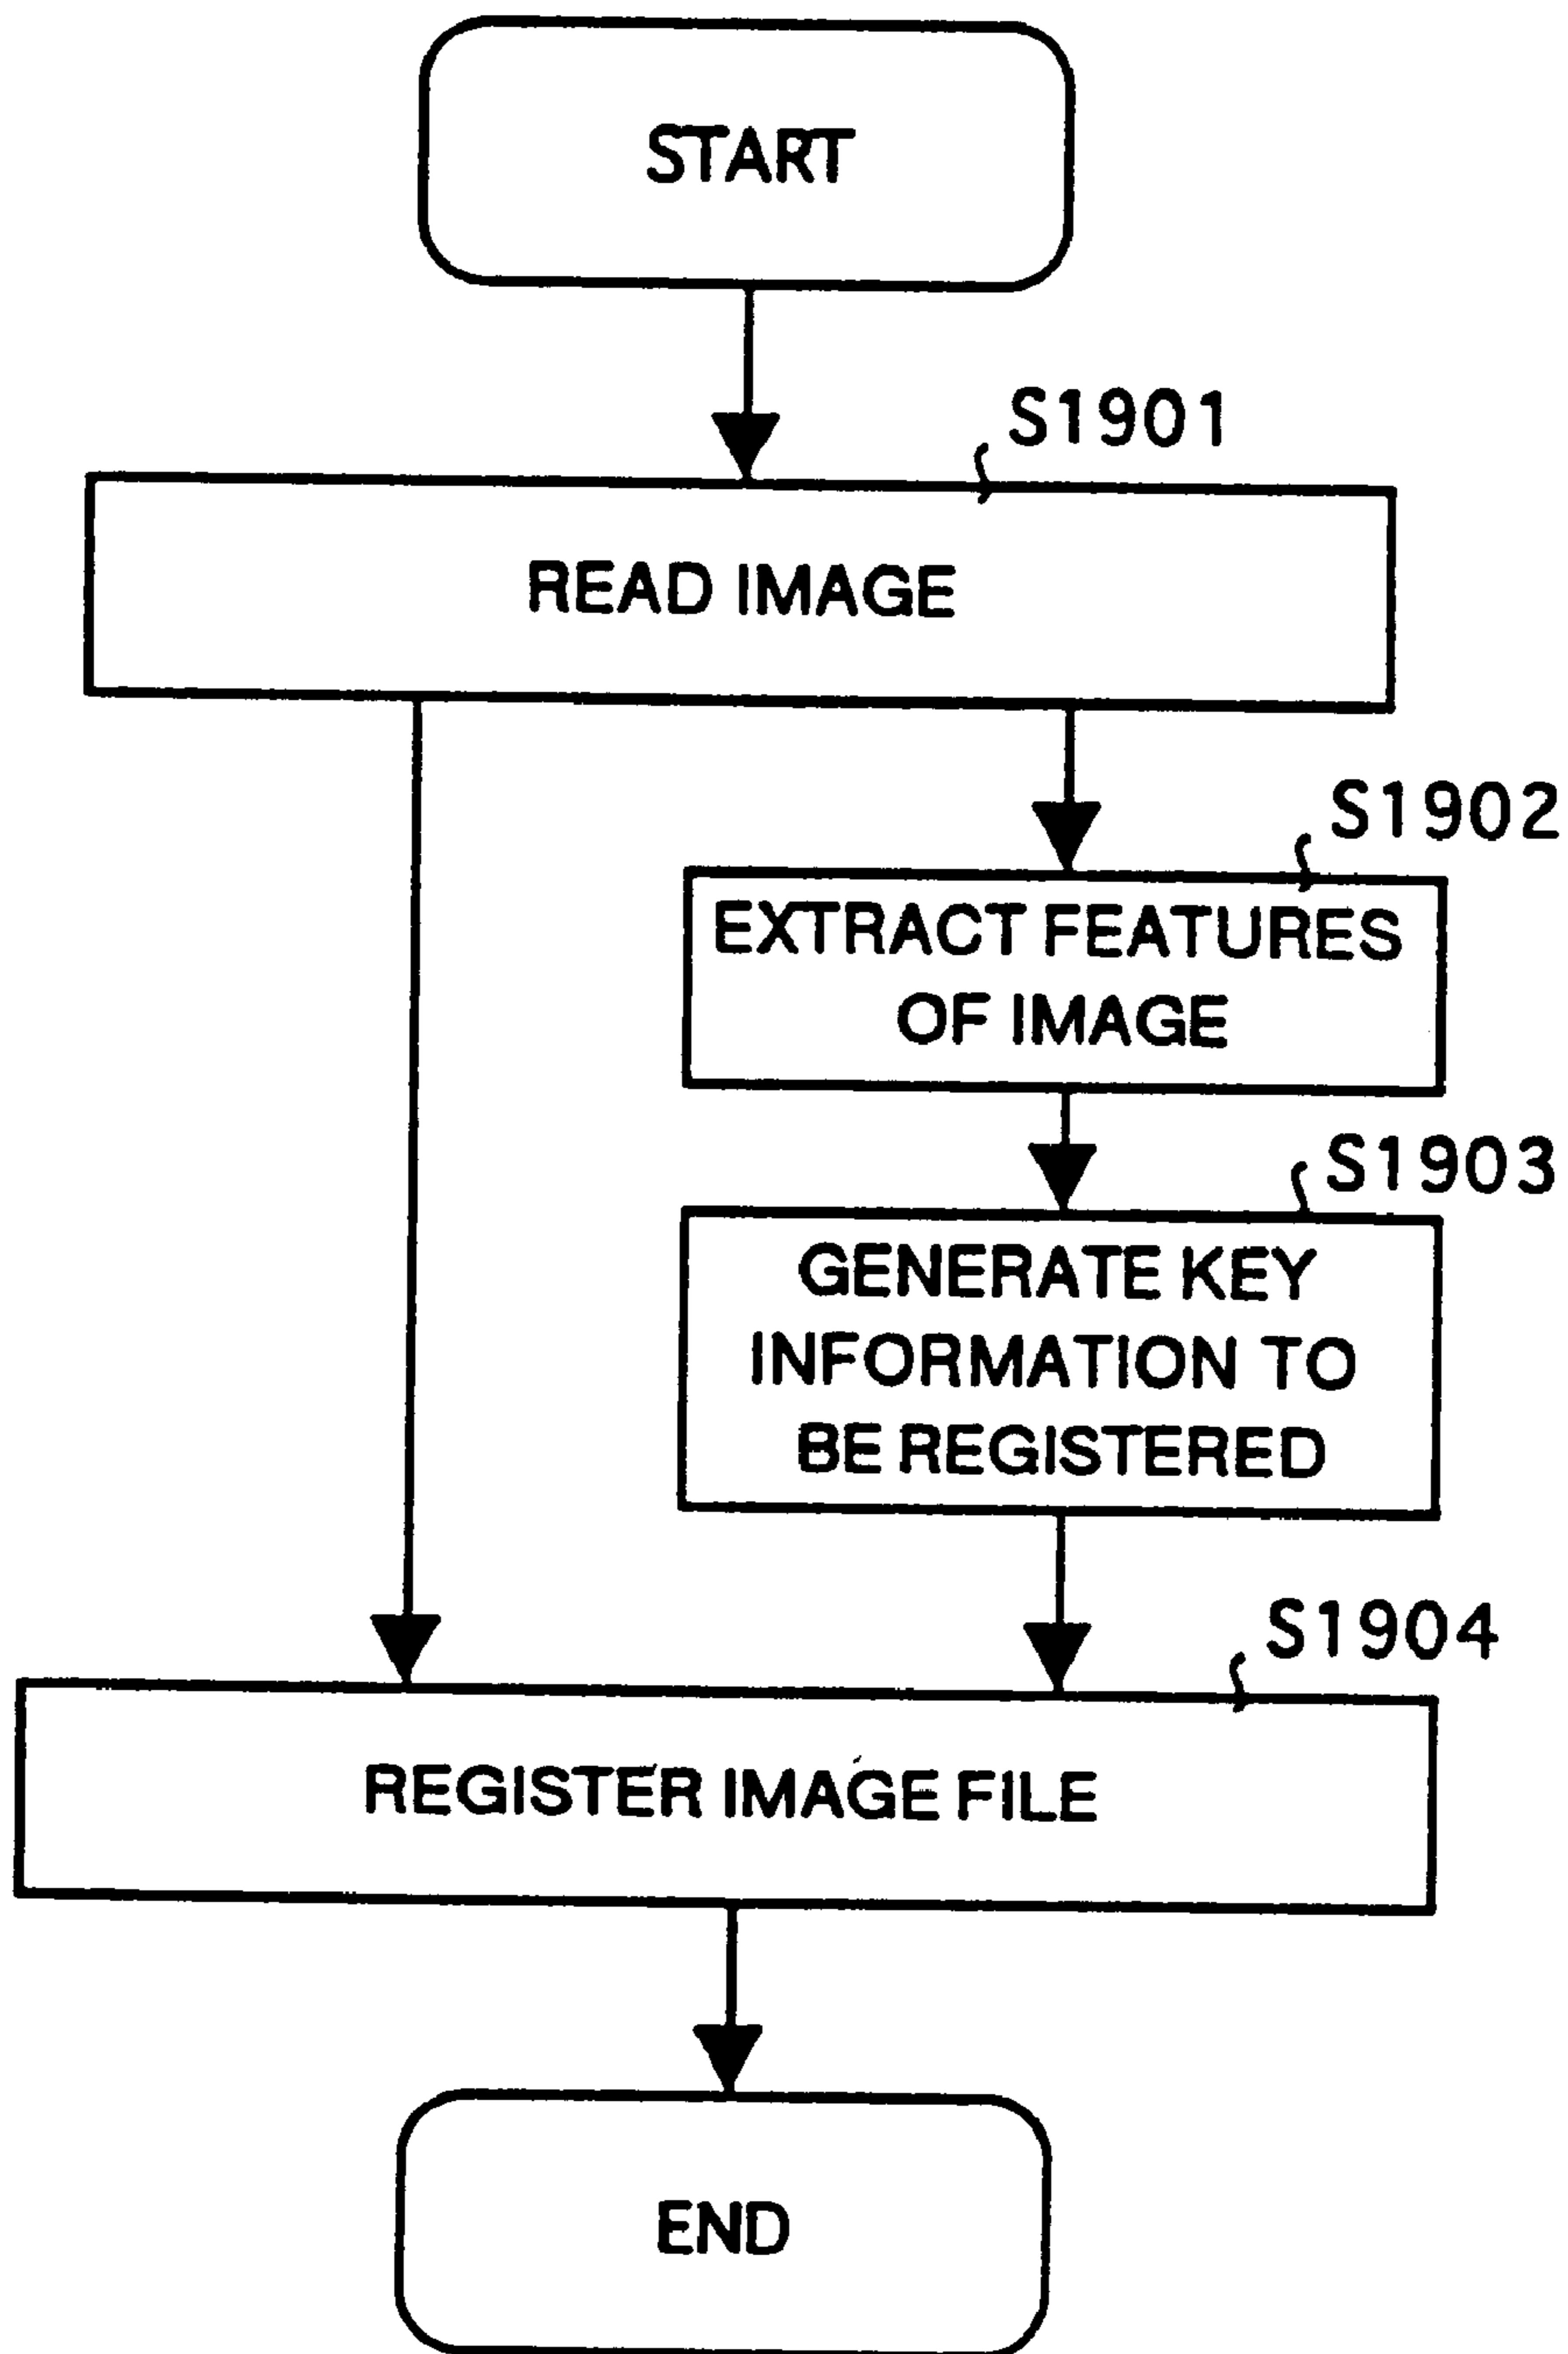 START
S1901
READ IMAGE
S1902
EXTRACT FEATURES
OF IMAGE
S1903
GENERATE KEY
INFORMATION TO
BE REGISTERED
S1904
REGISTER IMAGE FILE
END